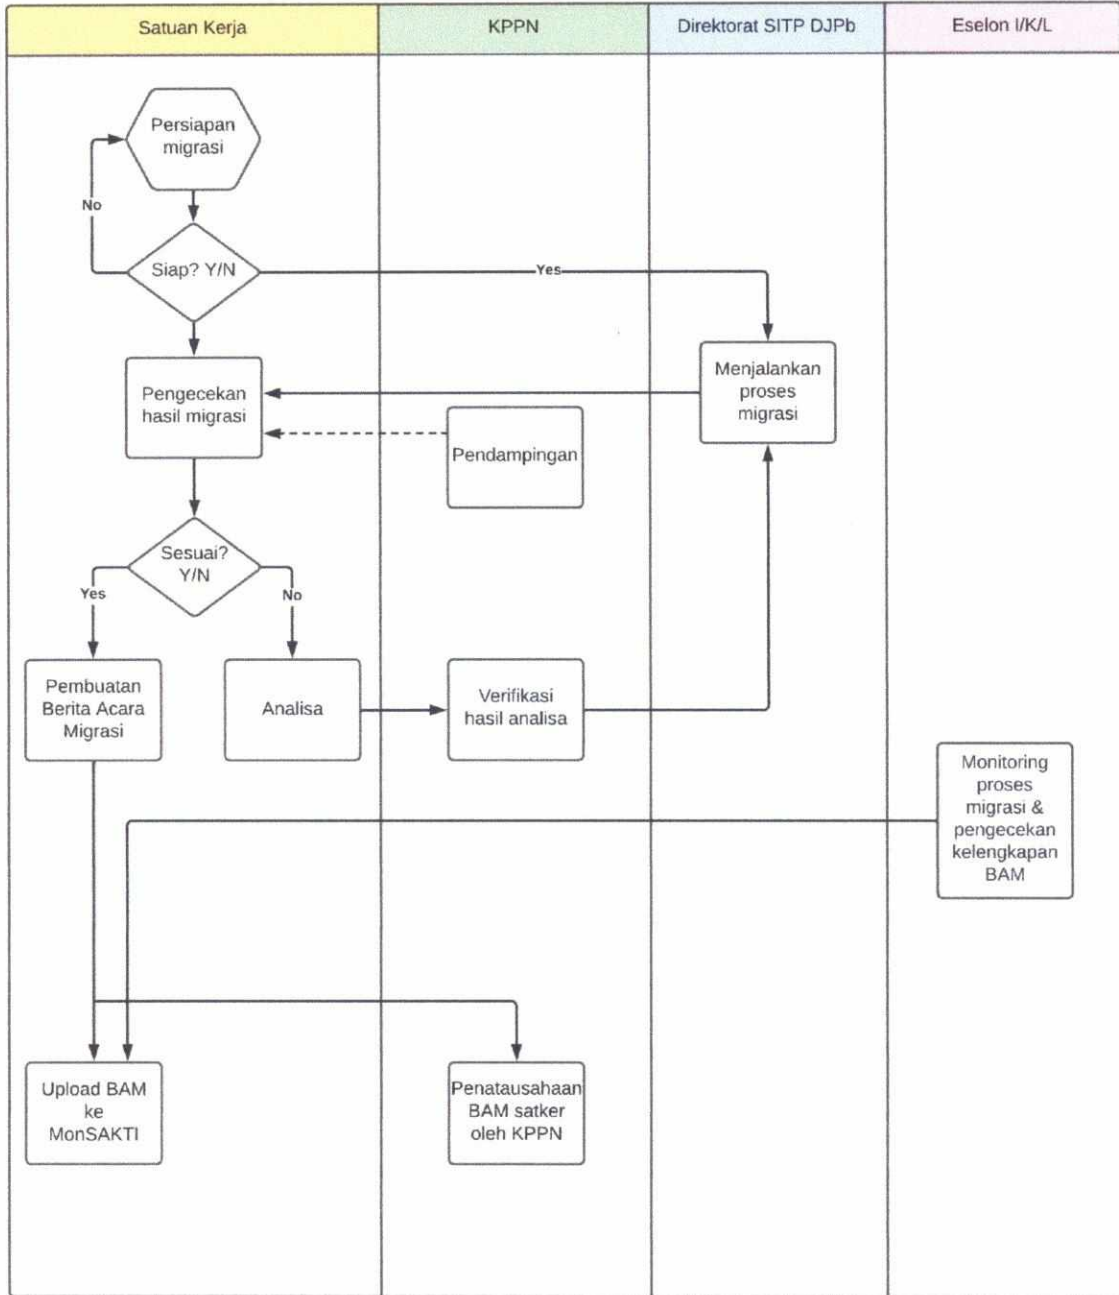 Satuan Kerja
KPPN
Direktorat SITP DJPb
Eselon I/K/L
Persiapan
migrasi
No
Siap? Y/N
Yes
Pengecekan
hasil migrasi
Menjalankan
proses
migrasi
Pendampingan
Sesuai?
Y/N
Yes
No
Pembuatan
Berita Acara
Migrasi
Analisa
Verifikasi
hasil analisa
Monitoring
proses
migrasi &
pengecekan
kelengkapan
BAM
Upload BAM
ke
MonSAKTI
Penatausahaan
BAM satker
oleh KPPN